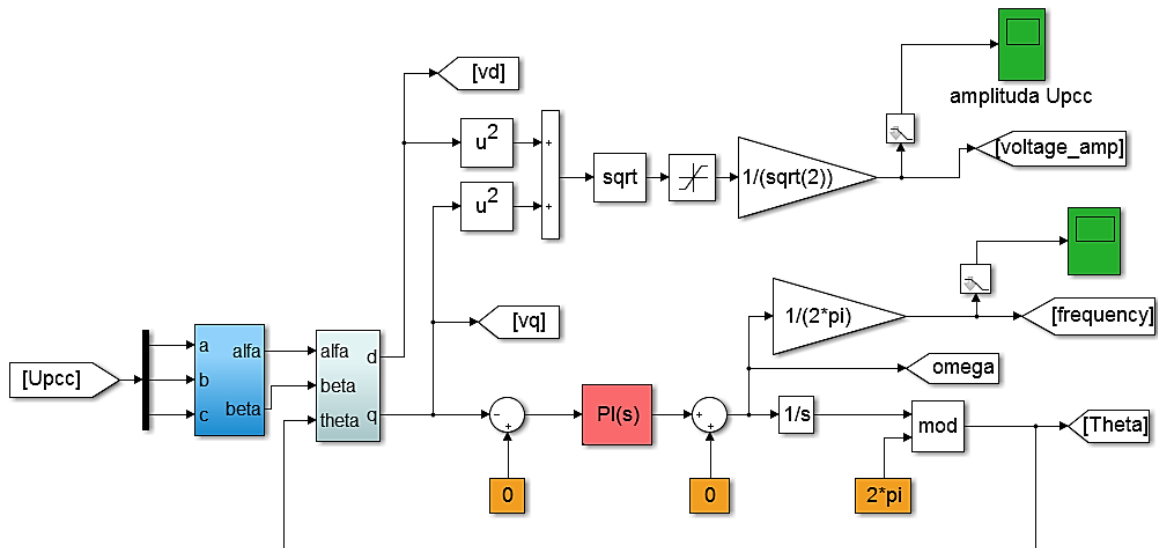 [vd]
amplituda Upcc
u²
[voltage_amp]
sqrt
1/(sqrt(2))
u²
+
+
[vq]
1/(2*pi)
[frequency]
[Upcc]
a
b
c
alfa
beta
alfa
beta
theta
d
q
omega
−
+
PI(s)
+
+
1/s
mod
[Theta]
0
0
2*pi